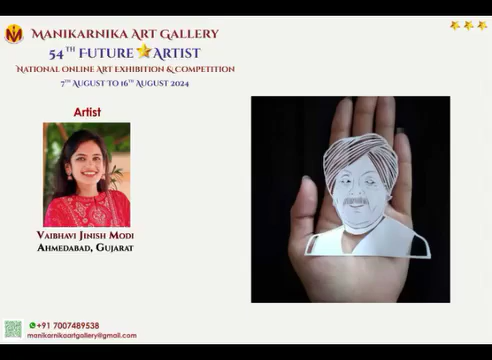 Manikarnika Art Gallery
54th Future Artist
National online Art Exhibition & Competition
7th August to 16th August 2024
Artist
Vaibhavi Jinish Modi
Ahmedabad, Gujarat
+91 7007489538
manikarnikaartgallery@gmail.com